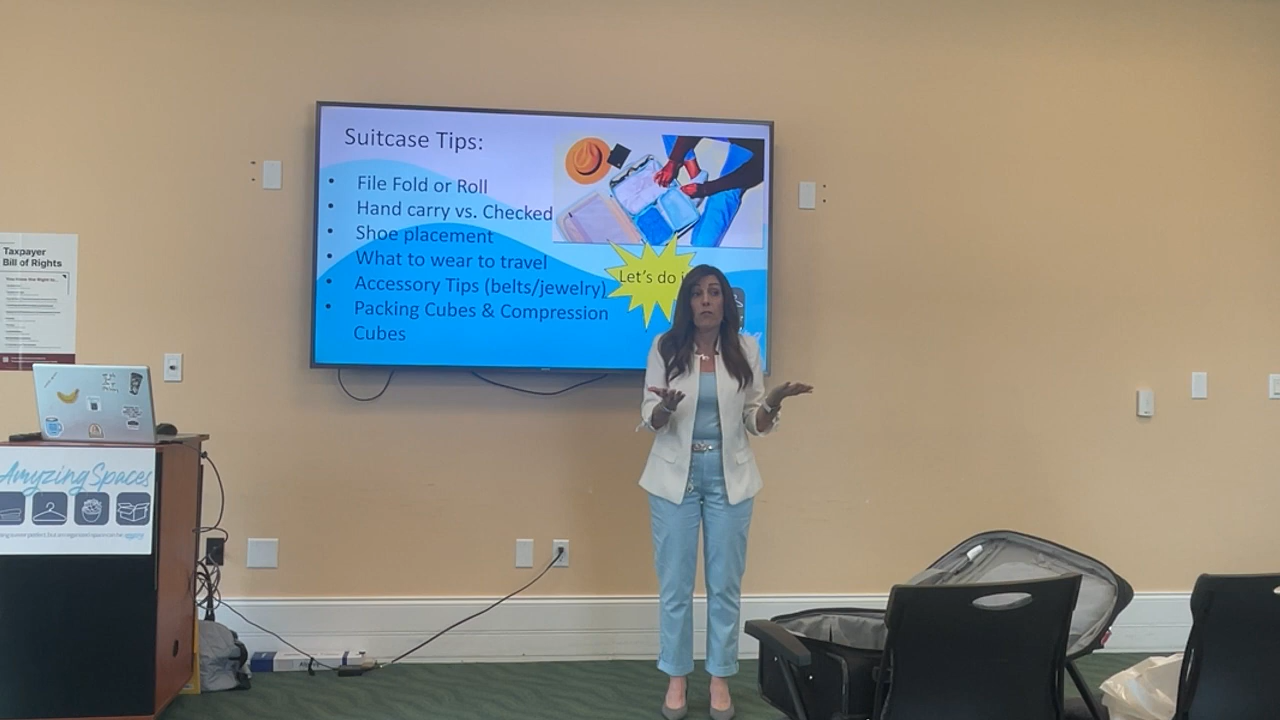 Suitcase Tips:
• File Fold or Roll
• Hand carry vs. Checked
• Shoe placement
• What to wear to travel
• Accessory Tips (belts/jewelry)
• Packing Cubes & Compression
Cubes
Let's do i
Taxpayer
Bill of Rights
Amyzing Spaces